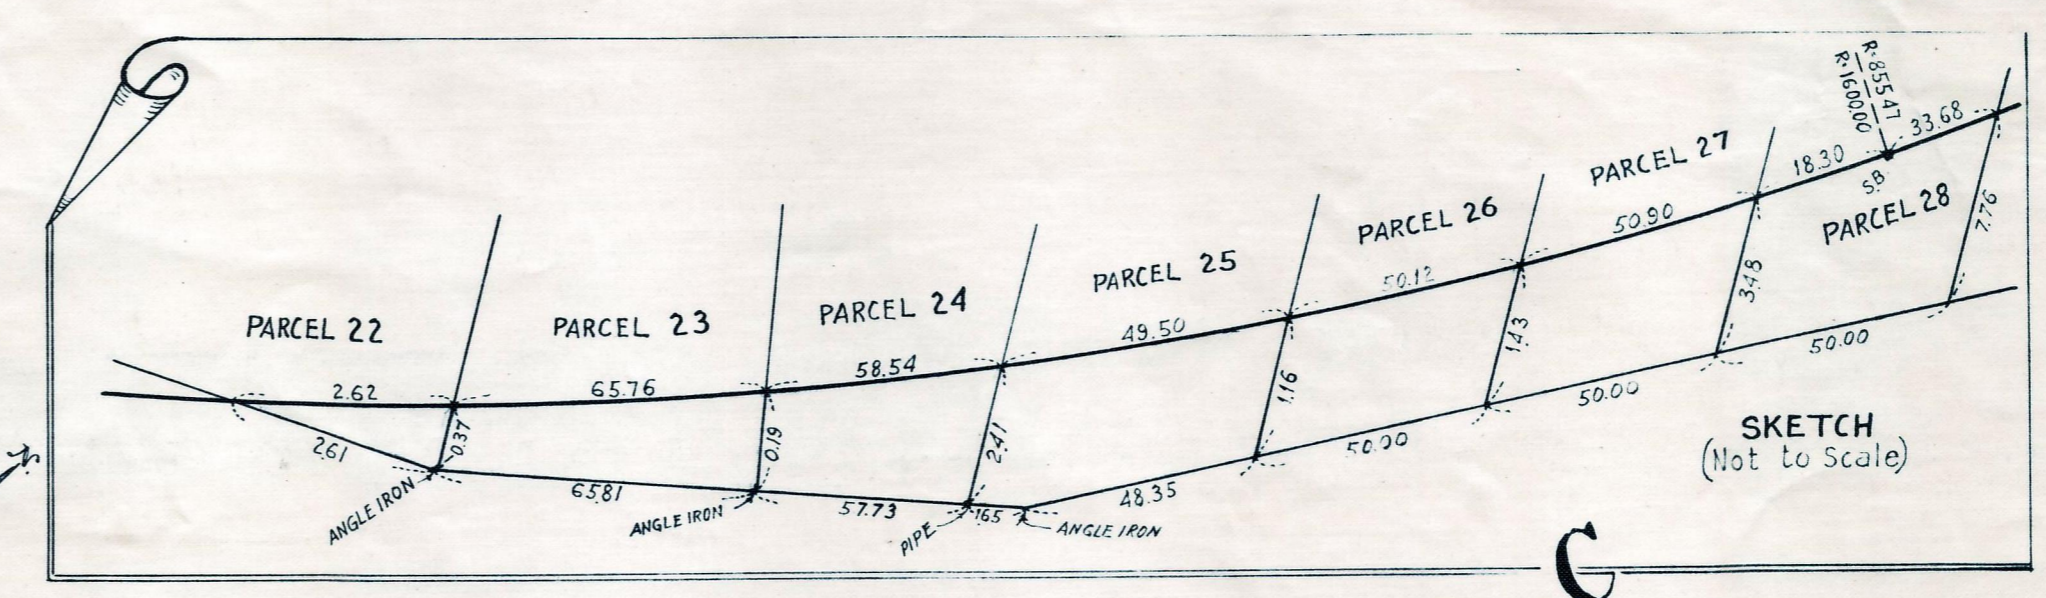 R-855.47
R-1600.00
33.68
18.30
S.B
PARCEL 27
PARCEL 28
7.76
50.90
3.48
PARCEL 26
50.12
1.43
PARCEL 25
49.50
1.16
PARCEL 24
58.54
2.41
PARCEL 23
65.76
0.19
PARCEL 22
2.62
0.37
2.61
65.81
57.73
1.65
48.35
50.00
50.00
50.00
ANGLE IRON
ANGLE IRON
PIPE
ANGLE IRON
SKETCH
(Not to Scale)
C